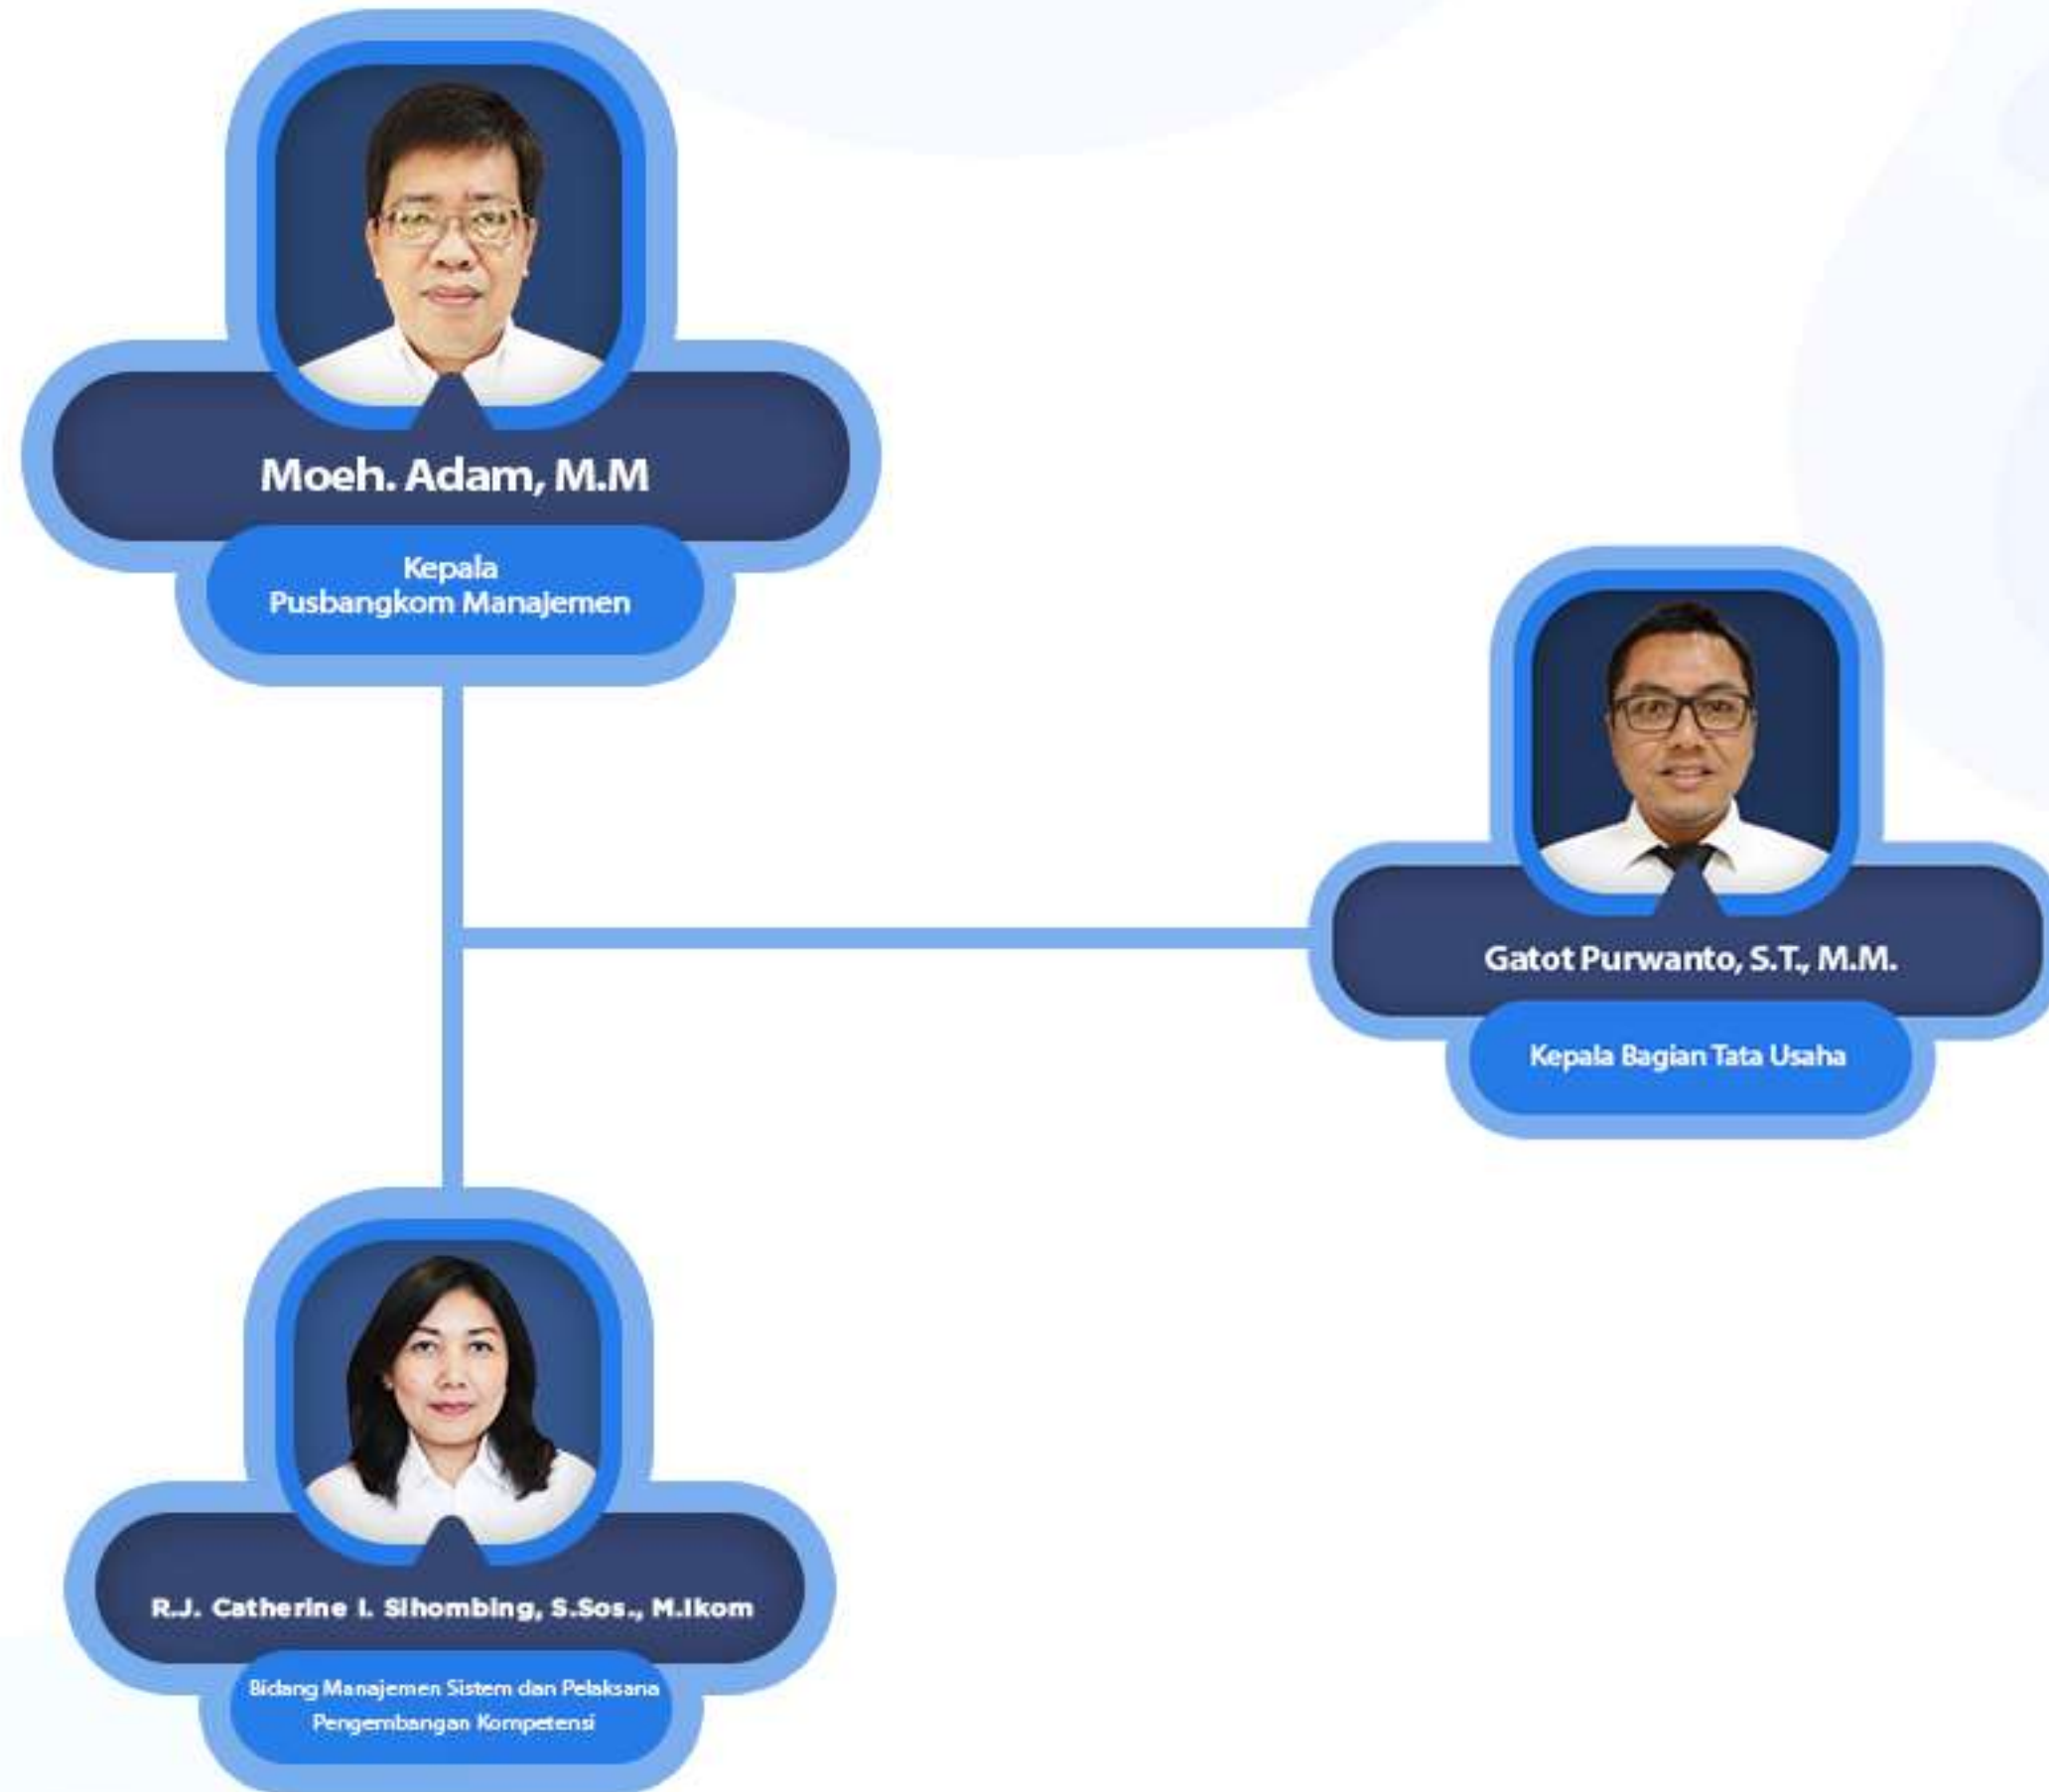 Moeh. Adam, M.M
Kepala
Pusbangkom Manajemen
Gatot Purwanto, S.T., M.M.
Kepala Bagian Tata Usaha
R.J. Catherine I. Sihombing, S.Sos., M.Ikom
Bidang Manajemen Sistem dan Pelaksana
Pengembangan Kompetensi